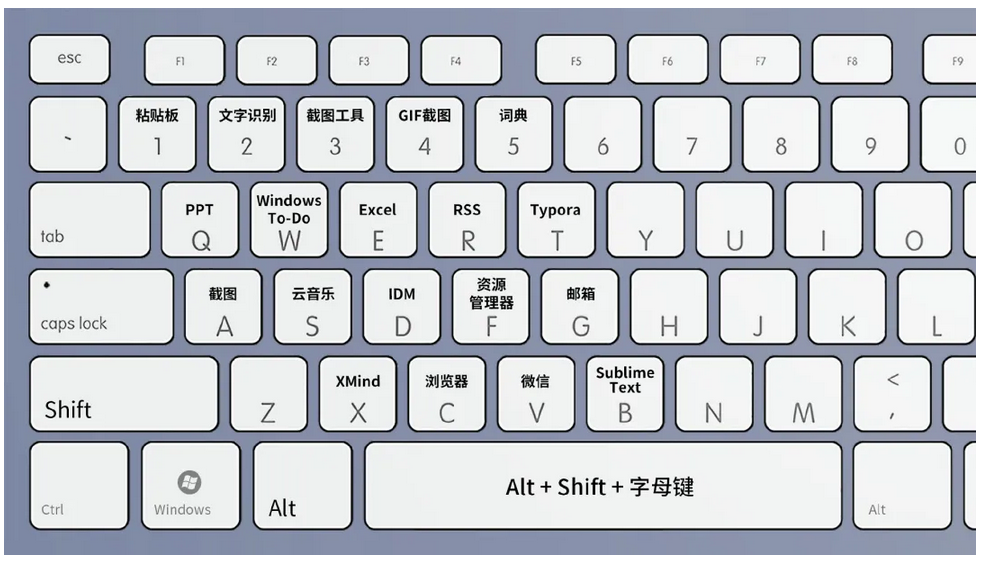 esc F1 F2 F3 F4 F5 F6 F7 F8 F9
粘贴板 文字识别 截图工具 GIF截图 词典
` 1 2 3 4 5 6 7 8 9 0
PPT Windows To-Do Excel RSS Typora
tab Q W E R T Y U I O
截图 云音乐 IDM 资源管理器 邮箱
caps lock A S D F G H J K L
XMind 浏览器 微信 Sublime Text <
Shift Z X C V B N M ,
Ctrl Windows Alt Alt + Shift + 字母键 Alt